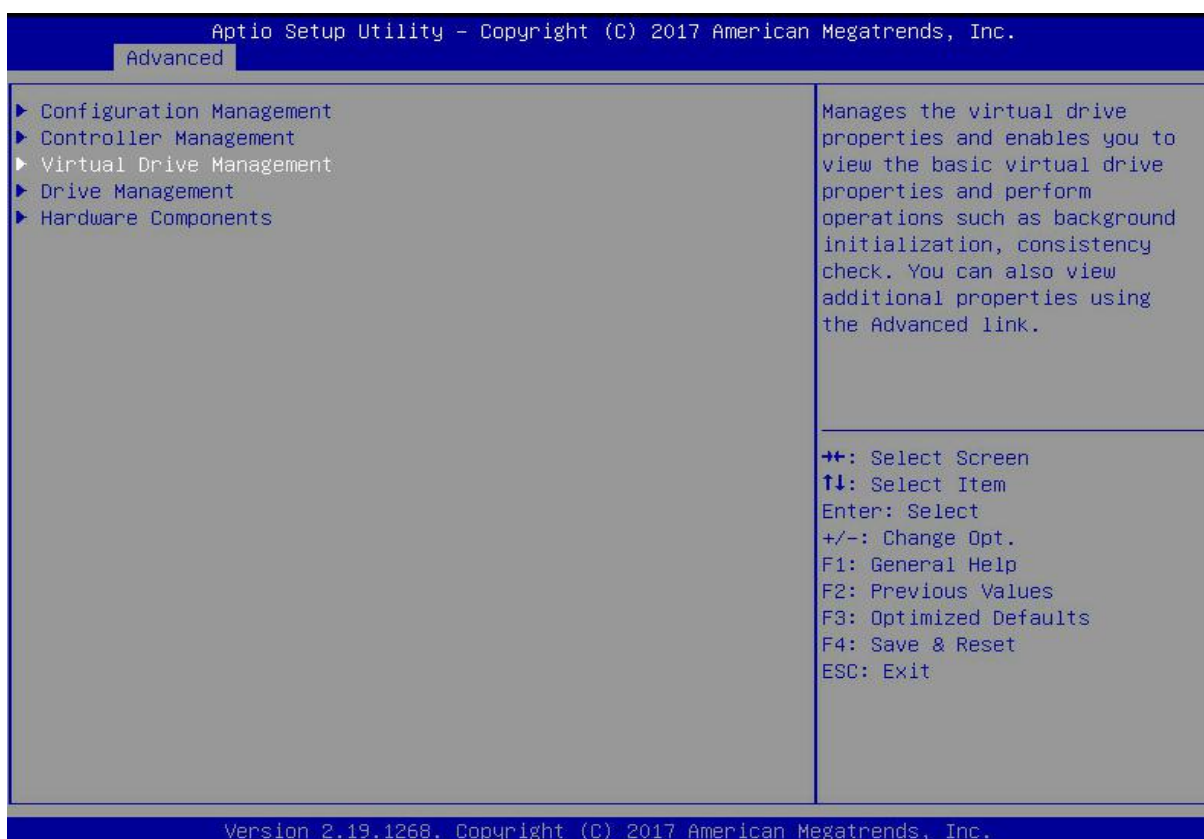 Aptio Setup Utility – Copyright (C) 2017 American Megatrends, Inc.
Advanced
▶ Configuration Management
▶ Controller Management
▶ Virtual Drive Management
▶ Drive Management
▶ Hardware Components
Manages the virtual drive
properties and enables you to
view the basic virtual drive
properties and perform
operations such as background
initialization, consistency
check. You can also view
additional properties using
the Advanced link.
→←: Select Screen
↑↓: Select Item
Enter: Select
+/-: Change Opt.
F1: General Help
F2: Previous Values
F3: Optimized Defaults
F4: Save & Reset
ESC: Exit
Version 2.19.1268. Copyright (C) 2017 American Megatrends, Inc.